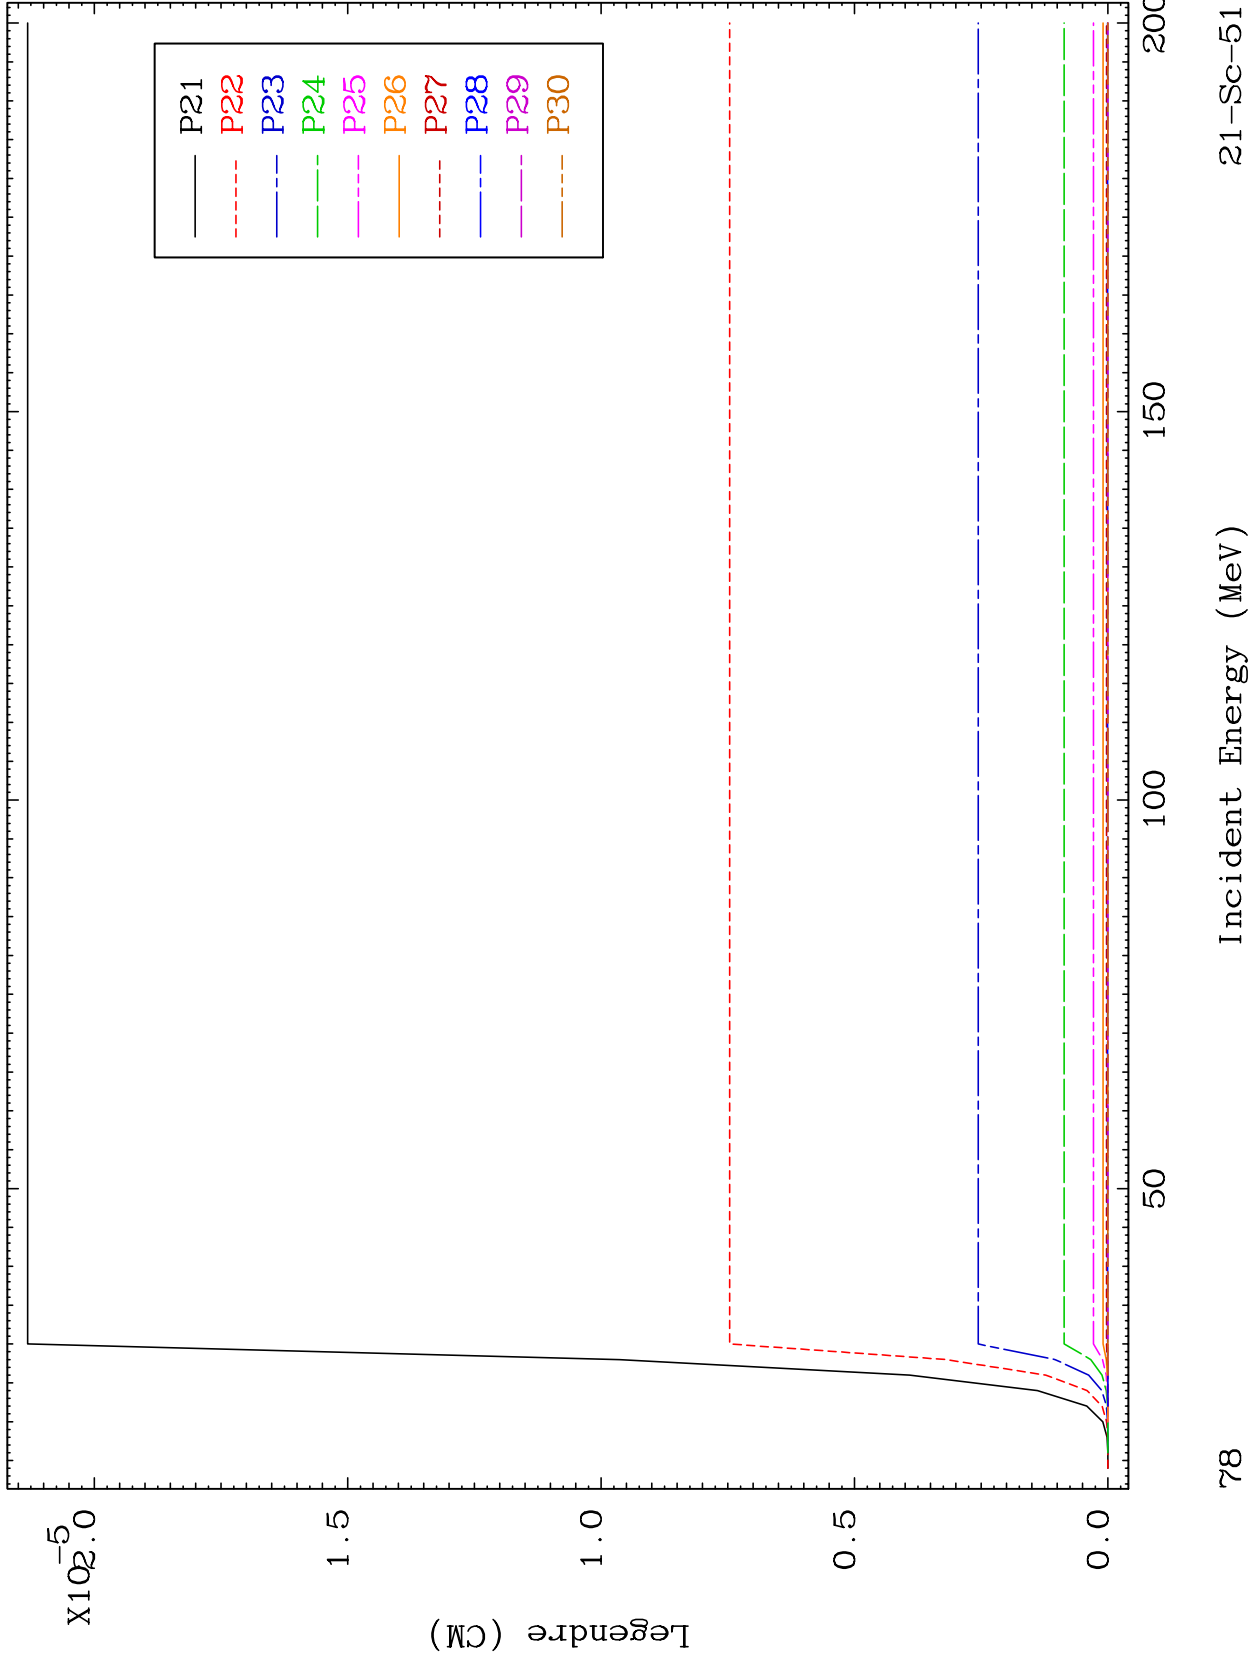 X10-5
2.0
1.5
1.0
0.5
0.0
Legendre (CM)
P21
P22
P23
P24
P25
P26
P27
P28
P29
P30
50
100
150
200
78
Incident Energy (MeV)
21-Sc-51